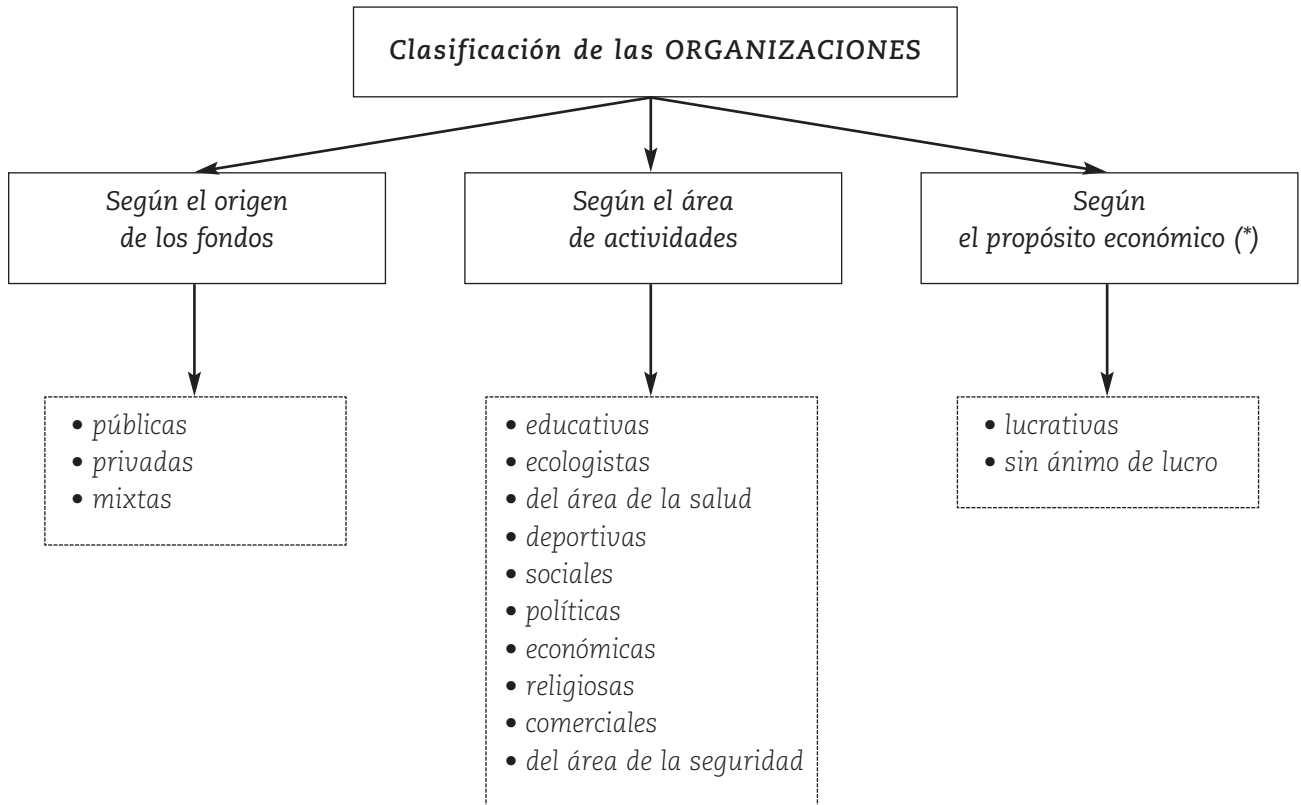 Clasificación de las ORGANIZACIONES
Según el origen
de los fondos
Según el área
de actividades
Según
el propósito económico (*)
• públicas
• privadas
• mixtas
• educativas
• ecologistas
• del área de la salud
• deportivas
• sociales
• políticas
• económicas
• religiosas
• comerciales
• del área de la seguridad
• lucrativas
• sin ánimo de lucro